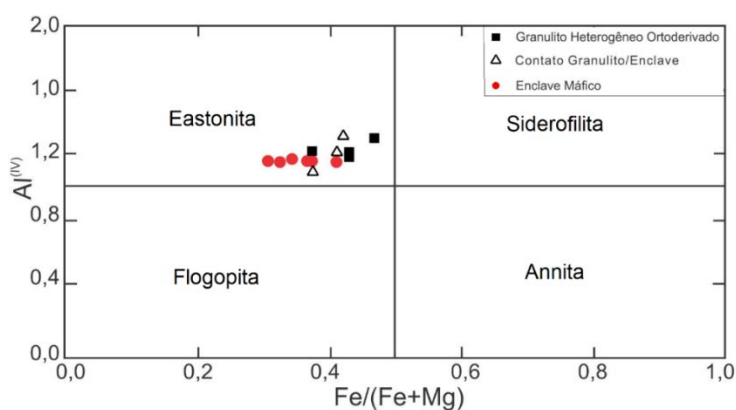 2,0
Granulito Heterogêneo Ortoderivado
Contato Granulito/Enclave
Enclave Máfico
1,0
Eastonita
Siderofilita
1,2
Al(IV)
0,8
Flogopita
Annita
0,4
0,0
0,0 0,2 0,4 0,6 0,8 1,0
Fe/(Fe+Mg)